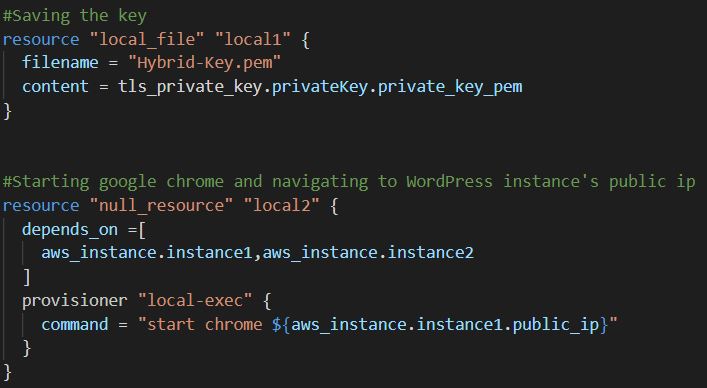 #Saving the key
resource "local_file" "local1" {
  filename = "Hybrid-Key.pem"
  content = tls_private_key.privateKey.private_key_pem
}
#Starting google chrome and navigating to WordPress instance's public ip
resource "null_resource" "local2" {
  depends_on =[
    aws_instance.instance1,aws_instance.instance2
  ]
  provisioner "local-exec" {
    command = "start chrome ${aws_instance.instance1.public_ip}"
  }
}